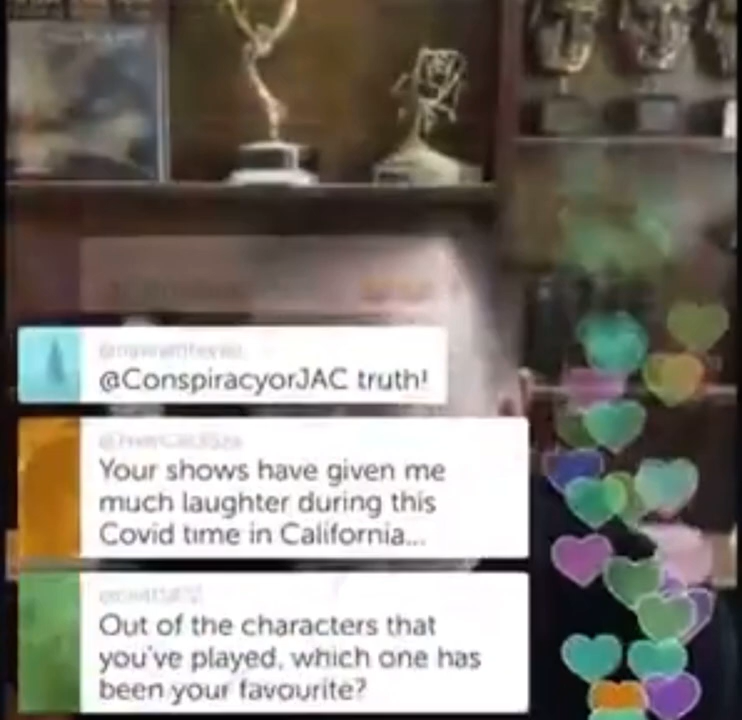 @ConspiracyorJAC truth!
Your shows have given me
much laughter during this
Covid time in California...
Out of the characters that
you've played, which one has
been your favourite?